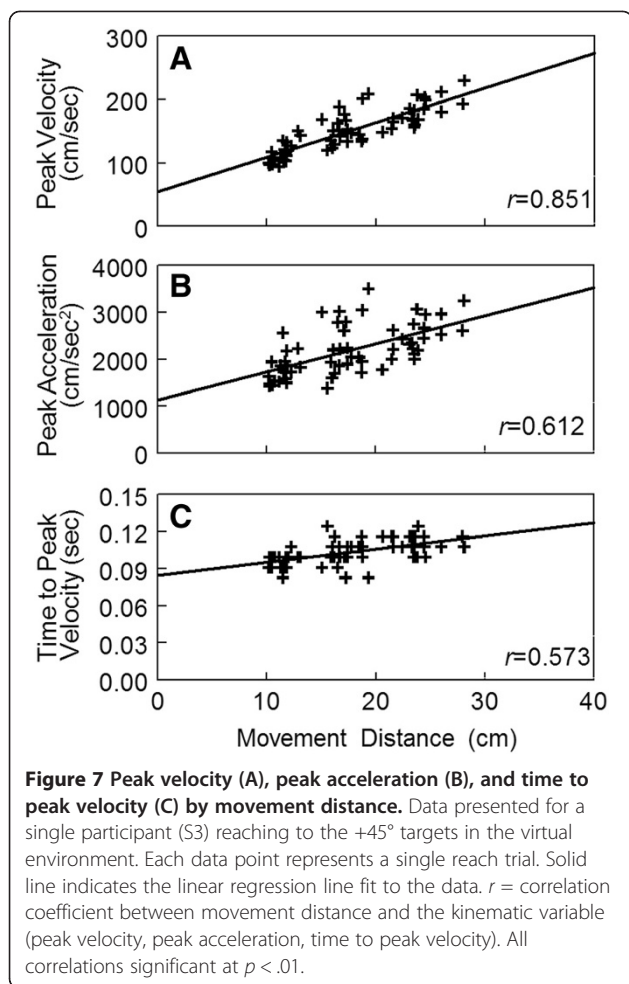 300
A
200
Peak Velocity
(cm/sec)
100
r=0.851
0
4000
B
3000
Peak Acceleration
(cm/sec²)
2000
1000
r=0.612
0
0.15
C
0.12
Time to Peak
Velocity (sec)
0.09
0.06
0.03
r=0.573
0.00
0 10 20 30 40
Movement Distance (cm)
Figure 7 Peak velocity (A), peak acceleration (B), and time to
peak velocity (C) by movement distance. Data presented for a
single participant (S3) reaching to the +45° targets in the virtual
environment. Each data point represents a single reach trial. Solid
line indicates the linear regression line fit to the data. r = correlation
coefficient between movement distance and the kinematic variable
(peak velocity, peak acceleration, time to peak velocity). All
correlations significant at p < .01.